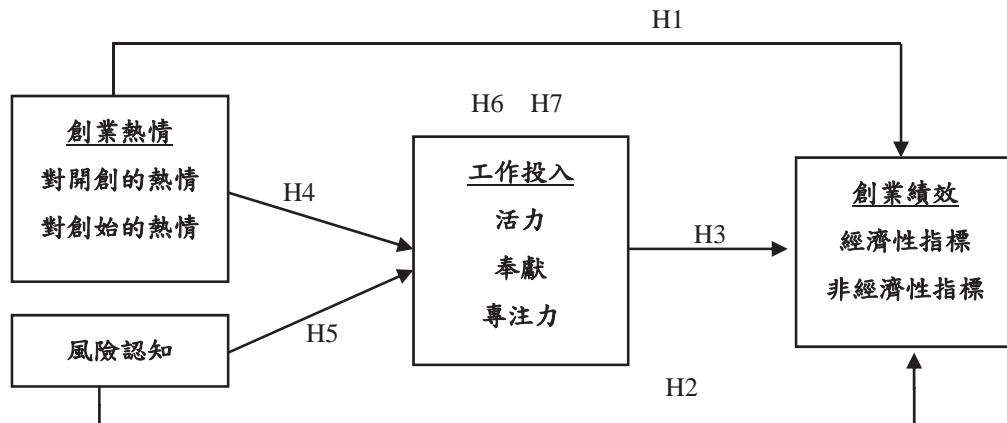 H1
H6 H7
創業熱情
對開創的熱情
對創始的熱情
H4
工作投入
活力
奉獻
專注力
H3
創業績效
經濟性指標
非經濟性指標
風險認知
H5
H2